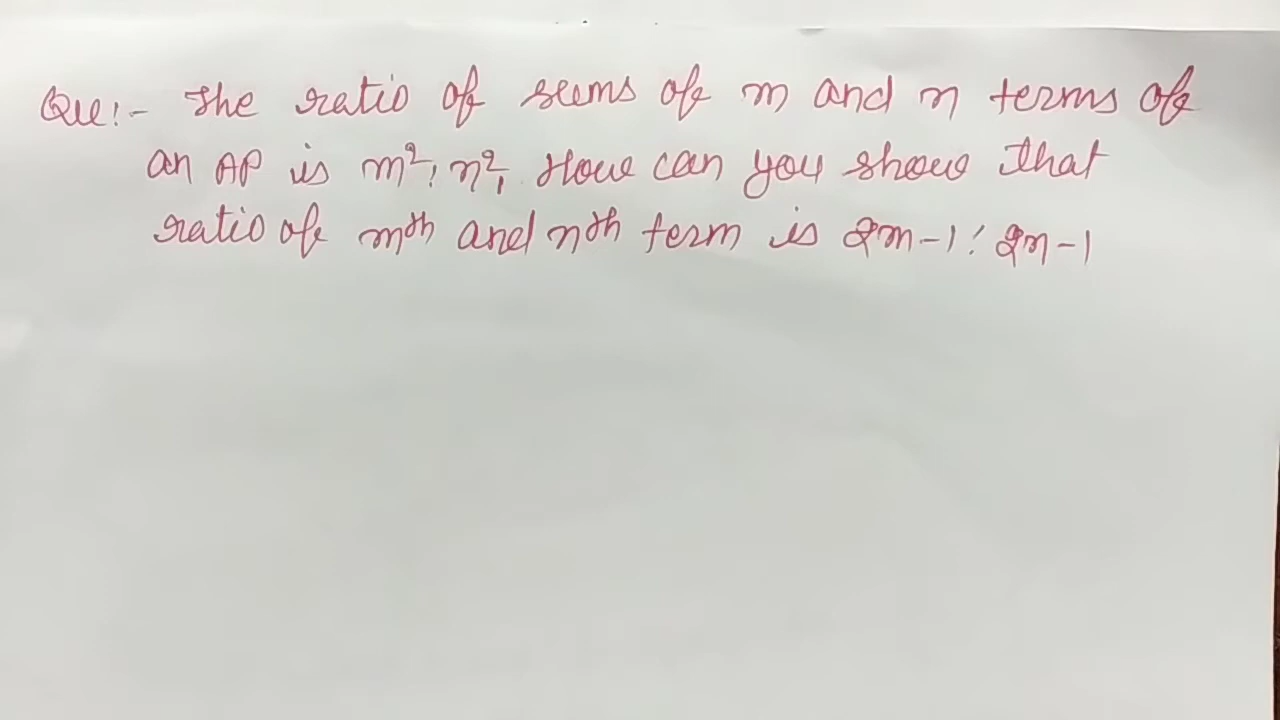 Que:- The ratio of sums of m and n terms of
an AP is m²:n². How can you show that
ratio of mth and nth term is 2m-1:2n-1